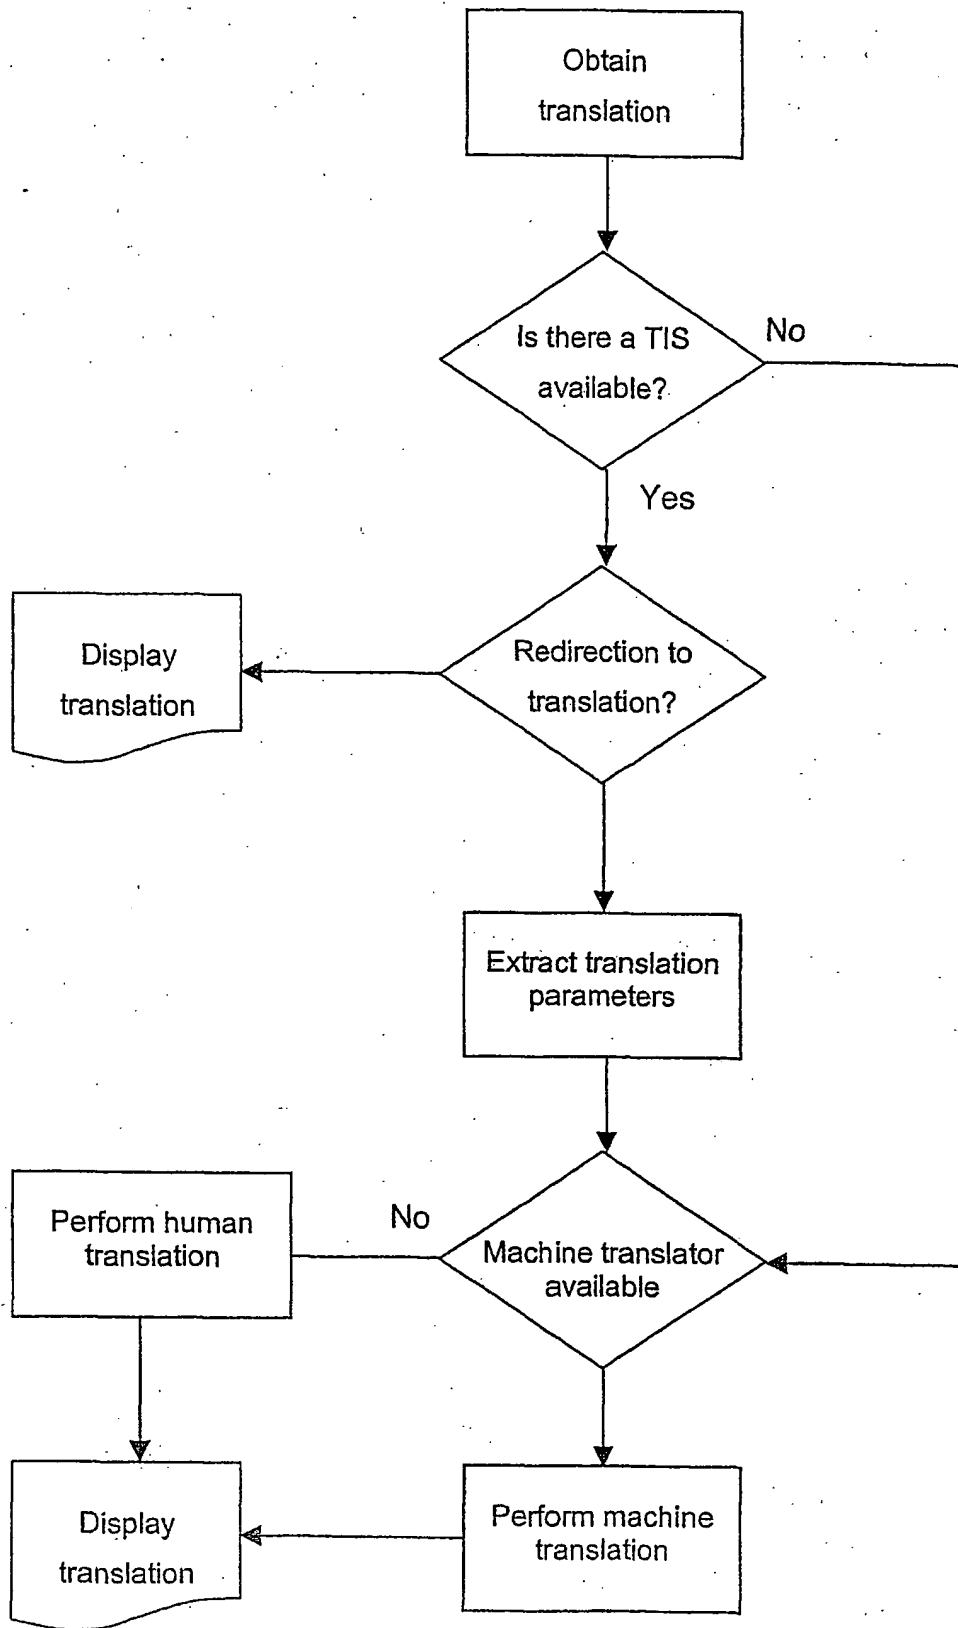 Obtain
translation
Is there a TIS
available?
No
Yes
Redirection to
translation?
Display
translation
Extract translation
parameters
Machine translator
available
No
Perform human
translation
Perform machine
translation
Display
translation